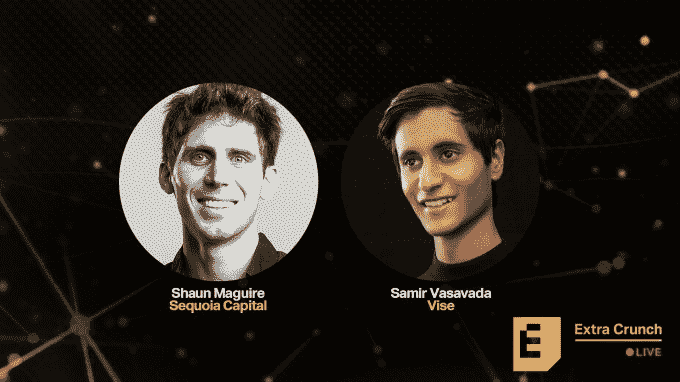 Shaun Maguire
Sequoia Capital
Samir Vasavada
Vise
E
Extra Crunch
LIVE